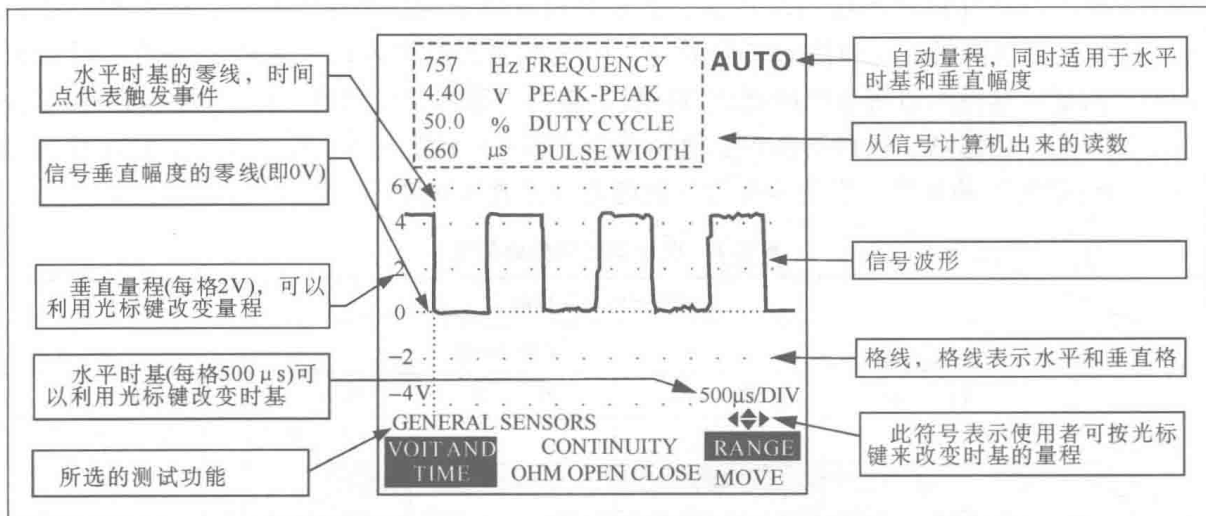 水平时基的零线，时间
点代表触发事件
信号垂直幅度的零线(即0V)
垂直量程(每格2V)，可以
利用光标键改变量程
水平时基(每格500μs)可
以利用光标键改变时基
所选的测试功能
757 Hz FREQUENCY
4.40 V PEAK-PEAK
50.0 % DUTY CYCLE
660 μs PULSE WIOTH
AUTO
6V
4
2
0
-2
-4V
500μs/DIV
GENERAL SENSORS
VOIT AND
TIME
CONTINUITY
OHM OPEN CLOSE
RANGE
MOVE
自动量程，同时适用于水平
时基和垂直幅度
从信号计算机出来的读数
信号波形
格线，格线表示水平和垂直格
此符号表示使用者可按光标
键来改变时基的量程